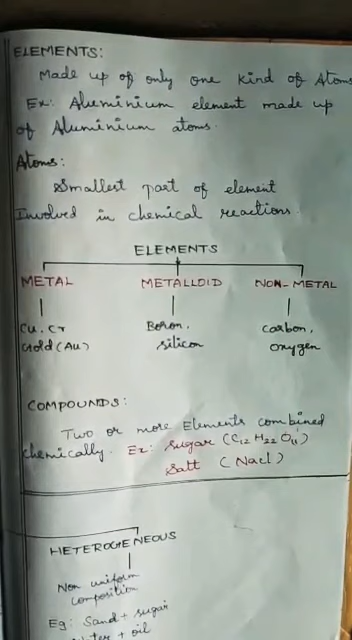 ELEMENTS:
Made up of only one kind of Atoms
Ex: Aluminium element made up
of Aluminium atoms.
Atoms:
Smallest part of element
Involved in chemical reactions.
ELEMENTS
METAL METALLOID NON-METAL
Cu, Cr Boron, carbon,
Gold (Au) silicon oxygen
COMPOUNDS:
Two or more Elements combined
chemically. Ex: sugar (C12 H22 O11)
Salt (Nacl)
HETEROGENEOUS
Non uniform
composition
Eg: Sand + sugar
+ oil